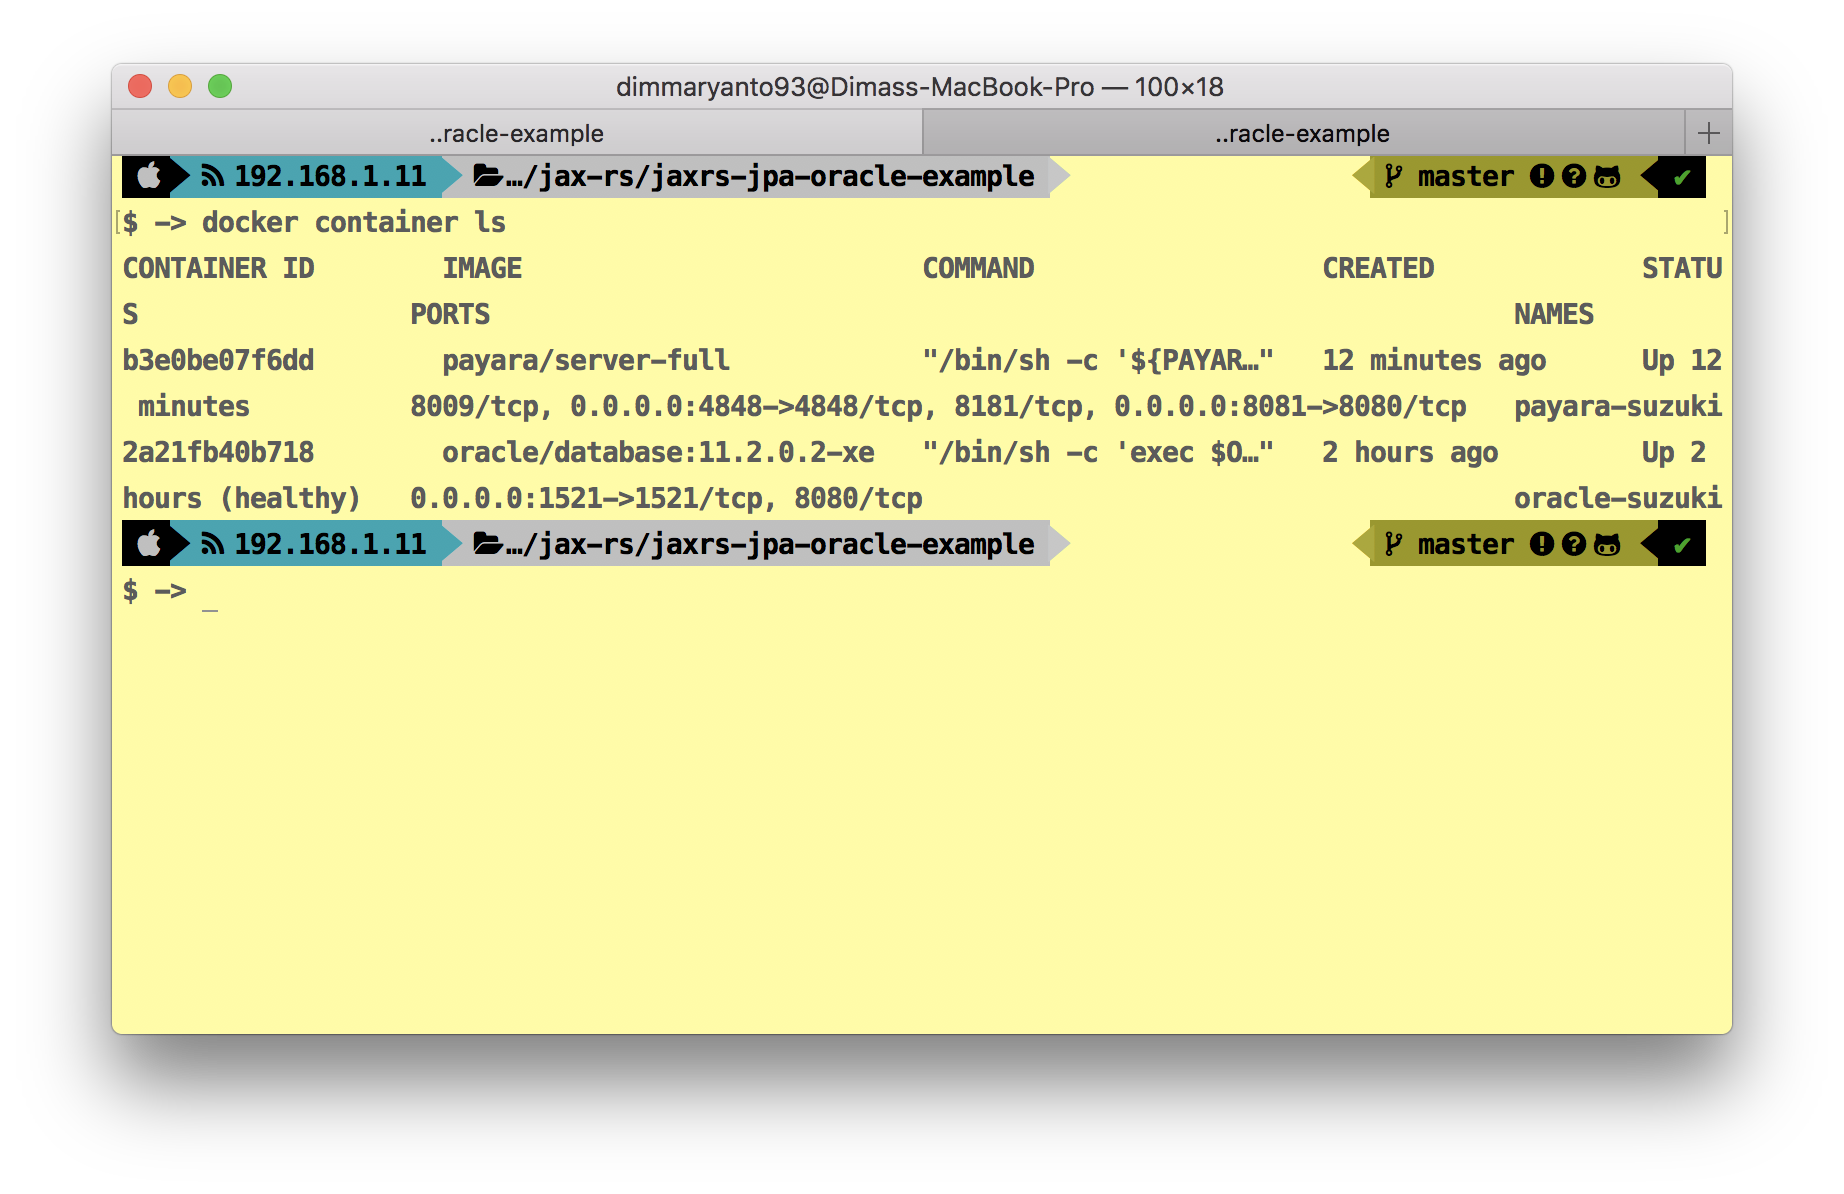 dimmaryanto93@Dimass-MacBook-Pro — 100×18
..racle-example ..racle-example
192.168.1.11 …/jax-rs/jaxrs-jpa-oracle-example master
[$ -> docker container ls ]
CONTAINER ID        IMAGE                         COMMAND                  CREATED             STATU
S                 PORTS                                                                NAMES
b3e0be07f6dd        payara/server-full            "/bin/sh -c '${PAYAR…"   12 minutes ago      Up 12
 minutes          8009/tcp, 0.0.0.0:4848->4848/tcp, 8181/tcp, 0.0.0.0:8081->8080/tcp   payara-suzuki
2a21fb40b718        oracle/database:11.2.0.2-xe   "/bin/sh -c 'exec $O…"   2 hours ago         Up 2
hours (healthy)   0.0.0.0:1521->1521/tcp, 8080/tcp                                     oracle-suzuki
192.168.1.11 …/jax-rs/jaxrs-jpa-oracle-example master
$ -> _